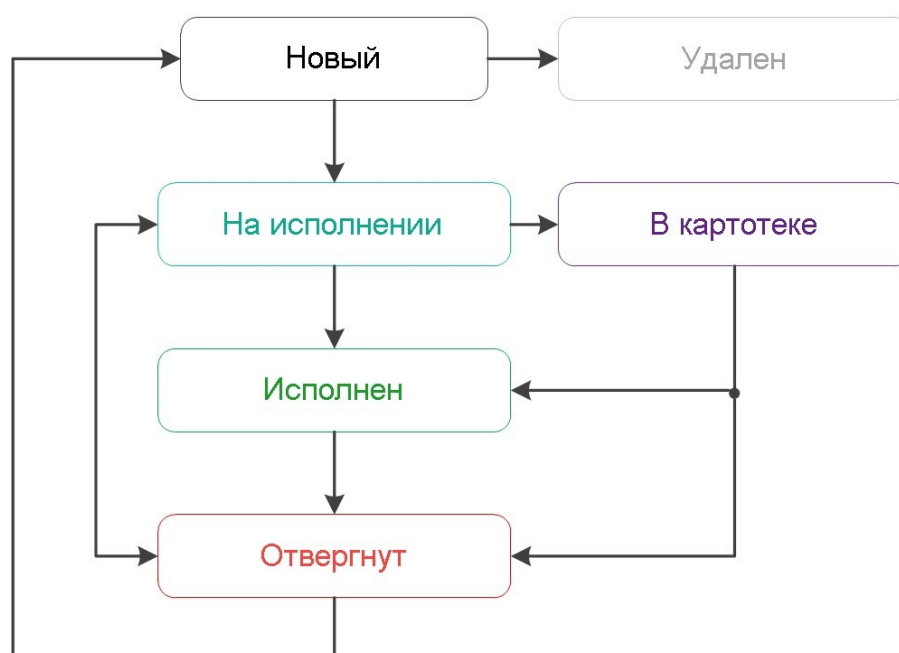 Новый
Удален
На исполнении
В картотеке
Исполнен
Отвергнут